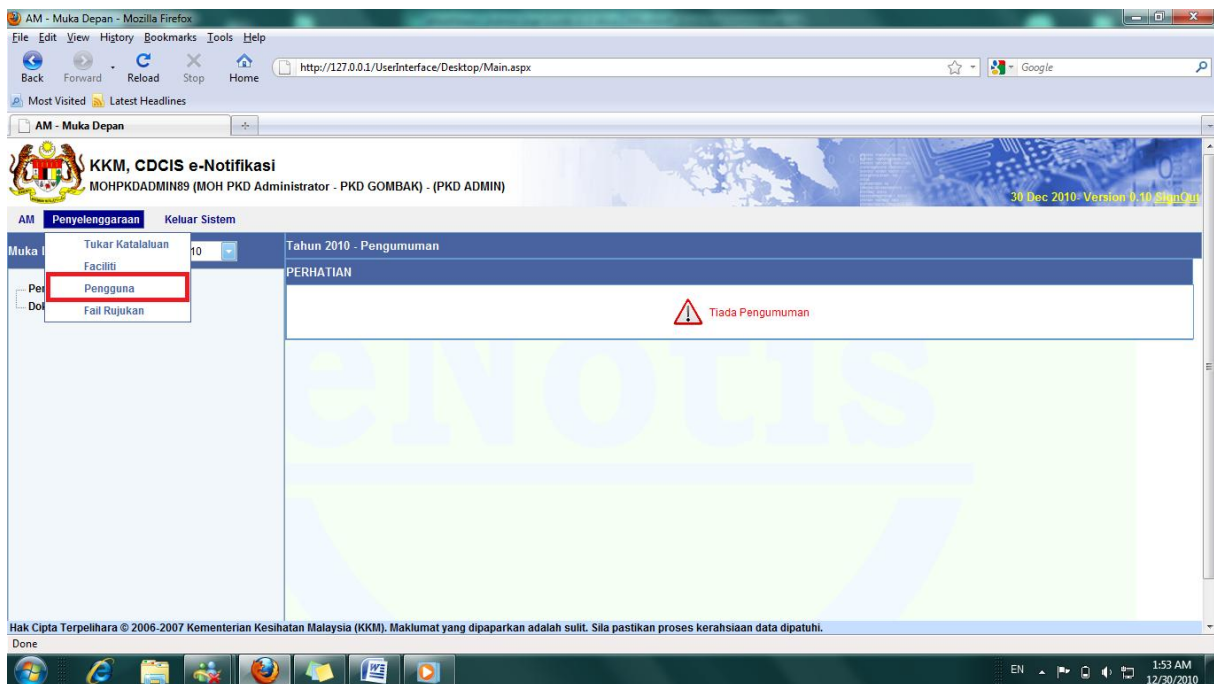 AM - Muka Depan - Mozilla Firefox
File Edit View History Bookmarks Tools Help
Back Forward Reload Stop Home
http://127.0.0.1/UserInterface/Desktop/Main.aspx
Google
Most Visited Latest Headlines
AM - Muka Depan
KKM, CDCIS e-Notifikasi
MOHPKDADMIN89 (MOH PKD Administrator - PKD GOMBAK) - (PKD ADMIN)
30 Dec 2010- Version 0.10 SignOut
AM Penyelenggaraan Keluar Sistem
Muka 10
Tukar Katalaluan
Faciliti
Pengguna
Fail Rujukan
Tahun 2010 - Pengumuman
PERHATIAN
Tiada Pengumuman
eNotis
Hak Cipta Terpelihara © 2006-2007 Kementerian Kesihatan Malaysia (KKM). Maklumat yang dipaparkan adalah sulit. Sila pastikan proses kerahsiaan data dipatuhi.
Done
EN
1:53 AM
12/30/2010